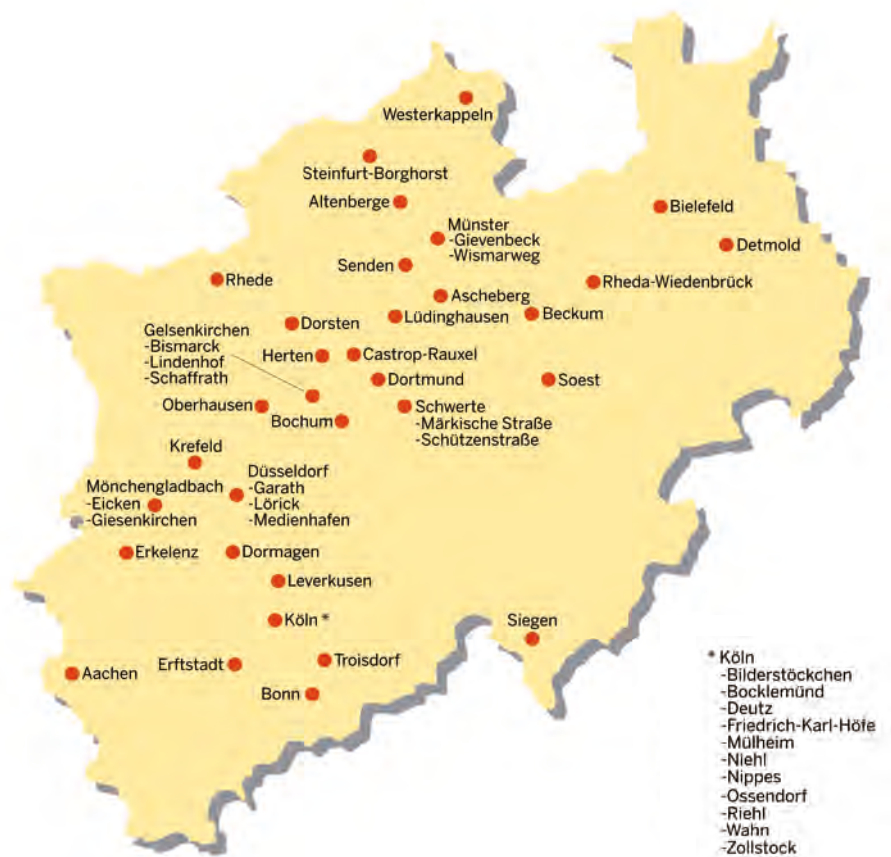 Westerkappeln
Steinfurt-Borghorst
Altenberge
Bielefeld
Münster
-Gievenbeck
-Wismarweg
Detmold
Senden
Rhede
Rheda-Wiedenbrück
Ascheberg
Lüdinghausen
Beckum
Dorsten
Gelsenkirchen
-Bismarck
-Lindenhof
-Schaffrath
Herten
Castrop-Rauxel
Dortmund
Soest
Oberhausen
Bochum
Schwerte
-Märkische Straße
-Schützenstraße
Krefeld
Mönchengladbach
-Eicken
-Giesenkirchen
Düsseldorf
-Garath
-Lörick
-Medienhafen
Erkelenz
Dormagen
Leverkusen
Köln *
Siegen
Aachen
Erftstadt
Troisdorf
Bonn
* Köln
-Bilderstöckchen
-Bocklemünd
-Deutz
-Friedrich-Karl-Höfe
-Mülheim
-Niehl
-Nippes
-Ossendorf
-Riehl
-Wahn
-Zollstock